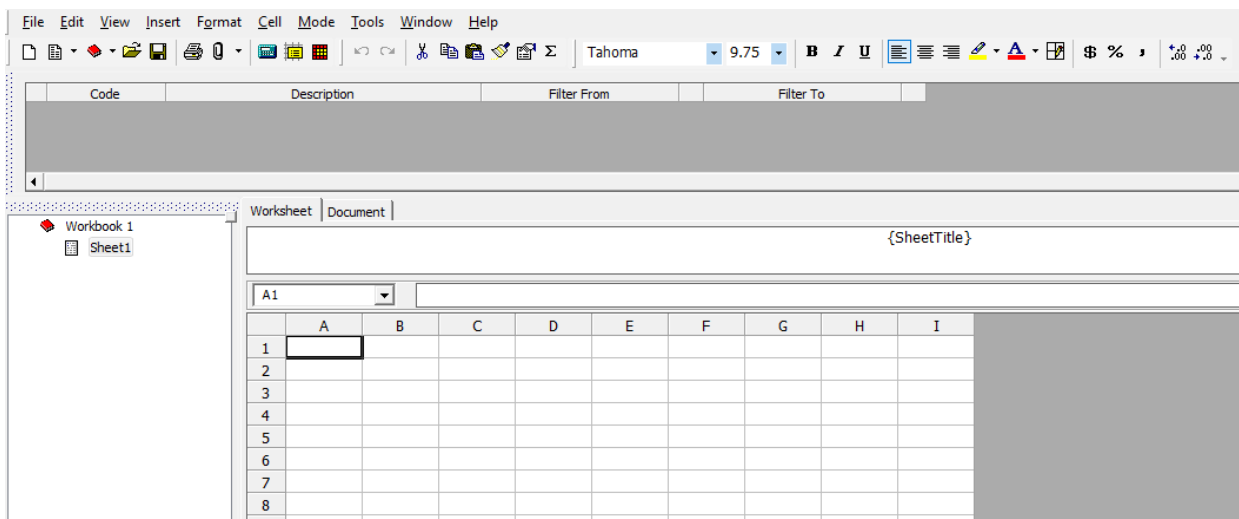 File Edit View Insert Format Cell Mode Tools Window Help
Tahoma 9.75 B I U $ % ,
Code Description Filter From Filter To
Worksheet Document
Workbook 1
Sheet1
{SheetTitle}
A1
A B C D E F G H I
1
2
3
4
5
6
7
8